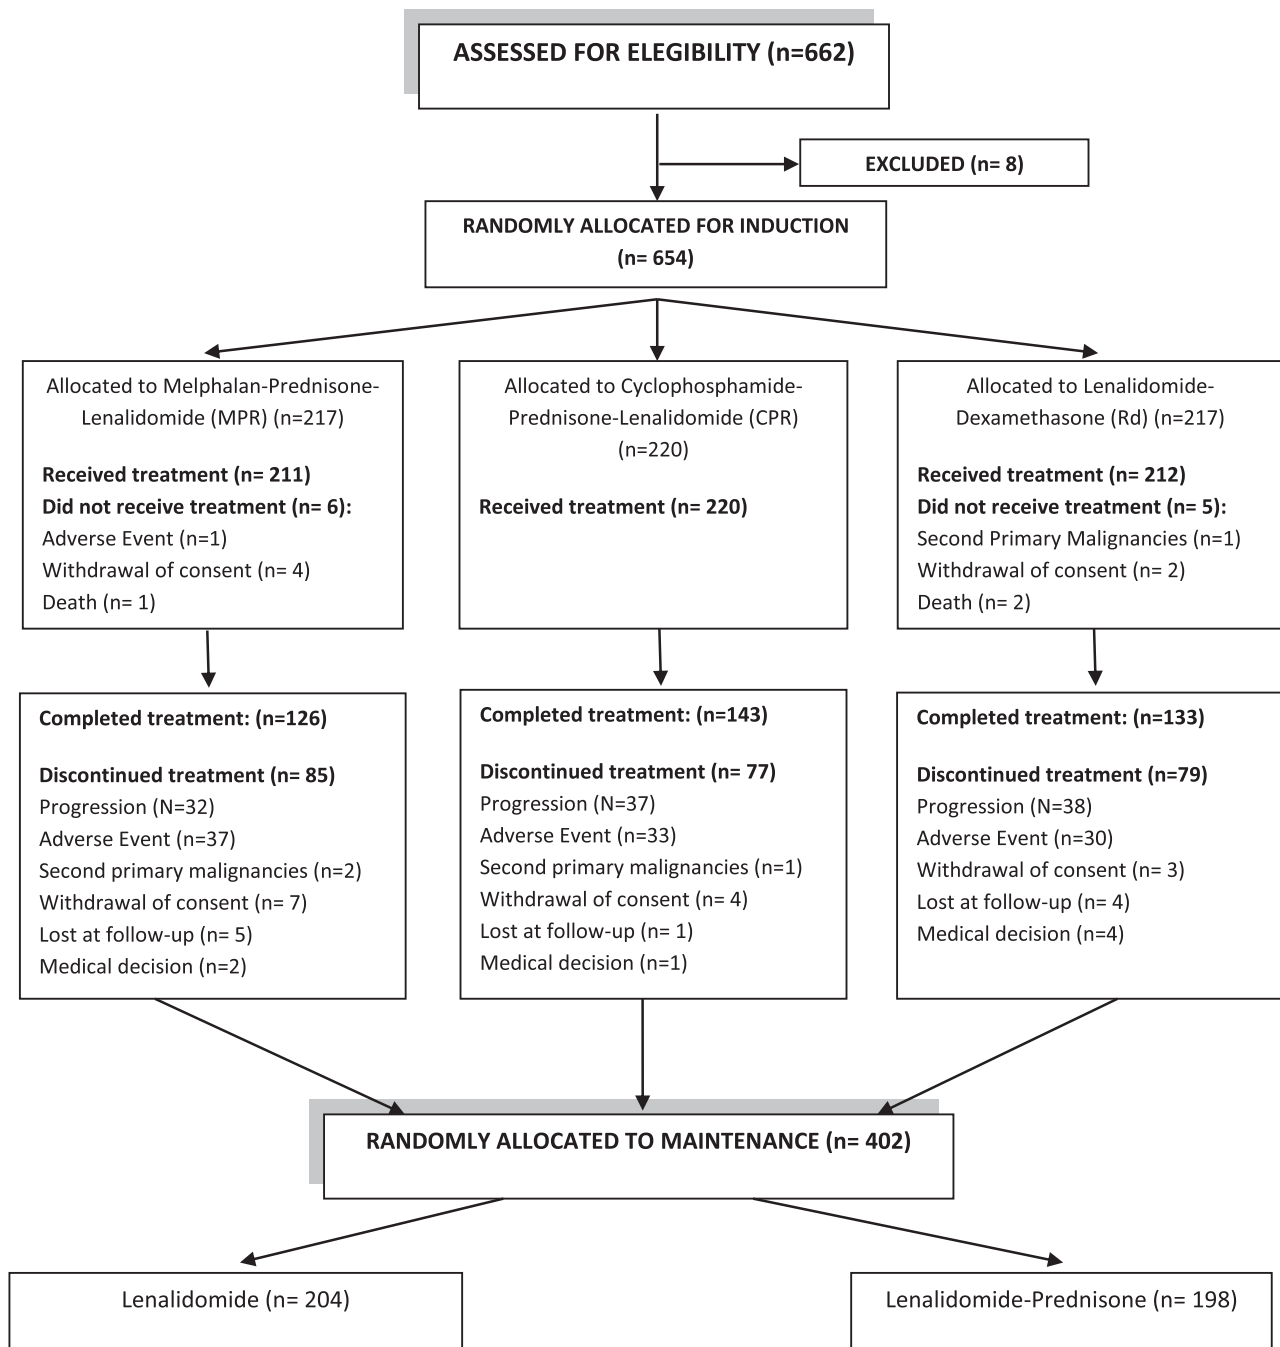 ASSESSED FOR ELEGIBILITY (n=662)
EXCLUDED (n= 8)
RANDOMLY ALLOCATED FOR INDUCTION
(n= 654)
Allocated to Melphalan-Prednisone-
Lenalidomide (MPR) (n=217)
Received treatment (n= 211)
Did not receive treatment (n= 6):
Adverse Event (n=1)
Withdrawal of consent (n= 4)
Death (n= 1)
Allocated to Cyclophosphamide-
Prednisone-Lenalidomide (CPR)
(n=220)
Received treatment (n= 220)
Allocated to Lenalidomide-
Dexamethasone (Rd) (n=217)
Received treatment (n= 212)
Did not receive treatment (n= 5):
Second Primary Malignancies (n=1)
Withdrawal of consent (n= 2)
Death (n= 2)
Completed treatment: (n=126)
Discontinued treatment (n= 85)
Progression (N=32)
Adverse Event (n=37)
Second primary malignancies (n=2)
Withdrawal of consent (n= 7)
Lost at follow-up (n= 5)
Medical decision (n=2)
Completed treatment: (n=143)
Discontinued treatment (n= 77)
Progression (N=37)
Adverse Event (n=33)
Second primary malignancies (n=1)
Withdrawal of consent (n= 4)
Lost at follow-up (n= 1)
Medical decision (n=1)
Completed treatment: (n=133)
Discontinued treatment (n=79)
Progression (N=38)
Adverse Event (n=30)
Withdrawal of consent (n= 3)
Lost at follow-up (n= 4)
Medical decision (n=4)
RANDOMLY ALLOCATED TO MAINTENANCE (n= 402)
Lenalidomide (n= 204)
Lenalidomide-Prednisone (n= 198)